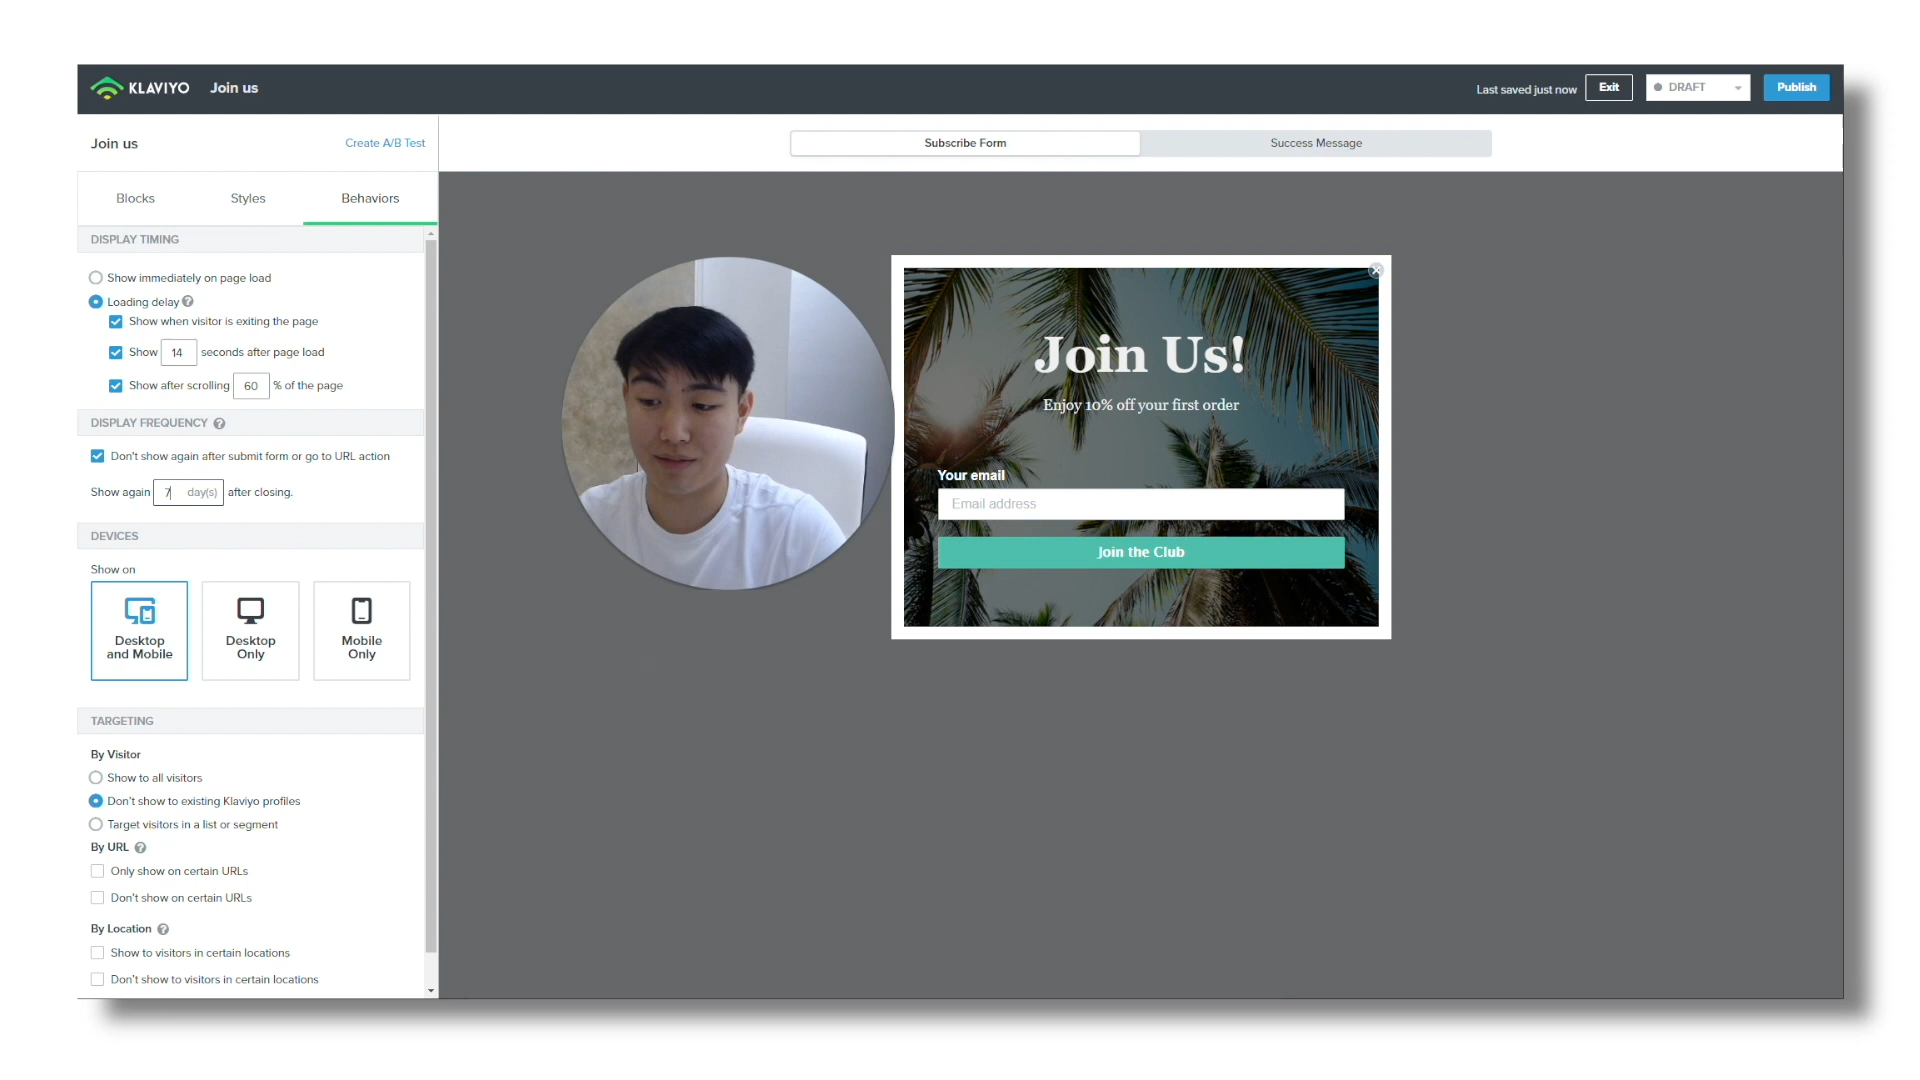 KLAVIYO Join us
Last saved just now Exit DRAFT Publish
Join us Create A/B Test
Subscribe Form Success Message
Blocks Styles Behaviors
DISPLAY TIMING
Show immediately on page load
Loading delay ?
Show when visitor is exiting the page
Show 14 seconds after page load
Show after scrolling 60 % of the page
DISPLAY FREQUENCY ?
Don't show again after submit form or go to URL action
Show again 7 day(s) after closing.
DEVICES
Show on
Desktop and Mobile
Desktop Only
Mobile Only
TARGETING
By Visitor
Show to all visitors
Don't show to existing Klaviyo profiles
Target visitors in a list or segment
By URL ?
Only show on certain URLs
Don't show on certain URLs
By Location ?
Show to visitors in certain locations
Don't show to visitors in certain locations
Join Us!
Enjoy 10% off your first order
Your email
Email address
Join the Club